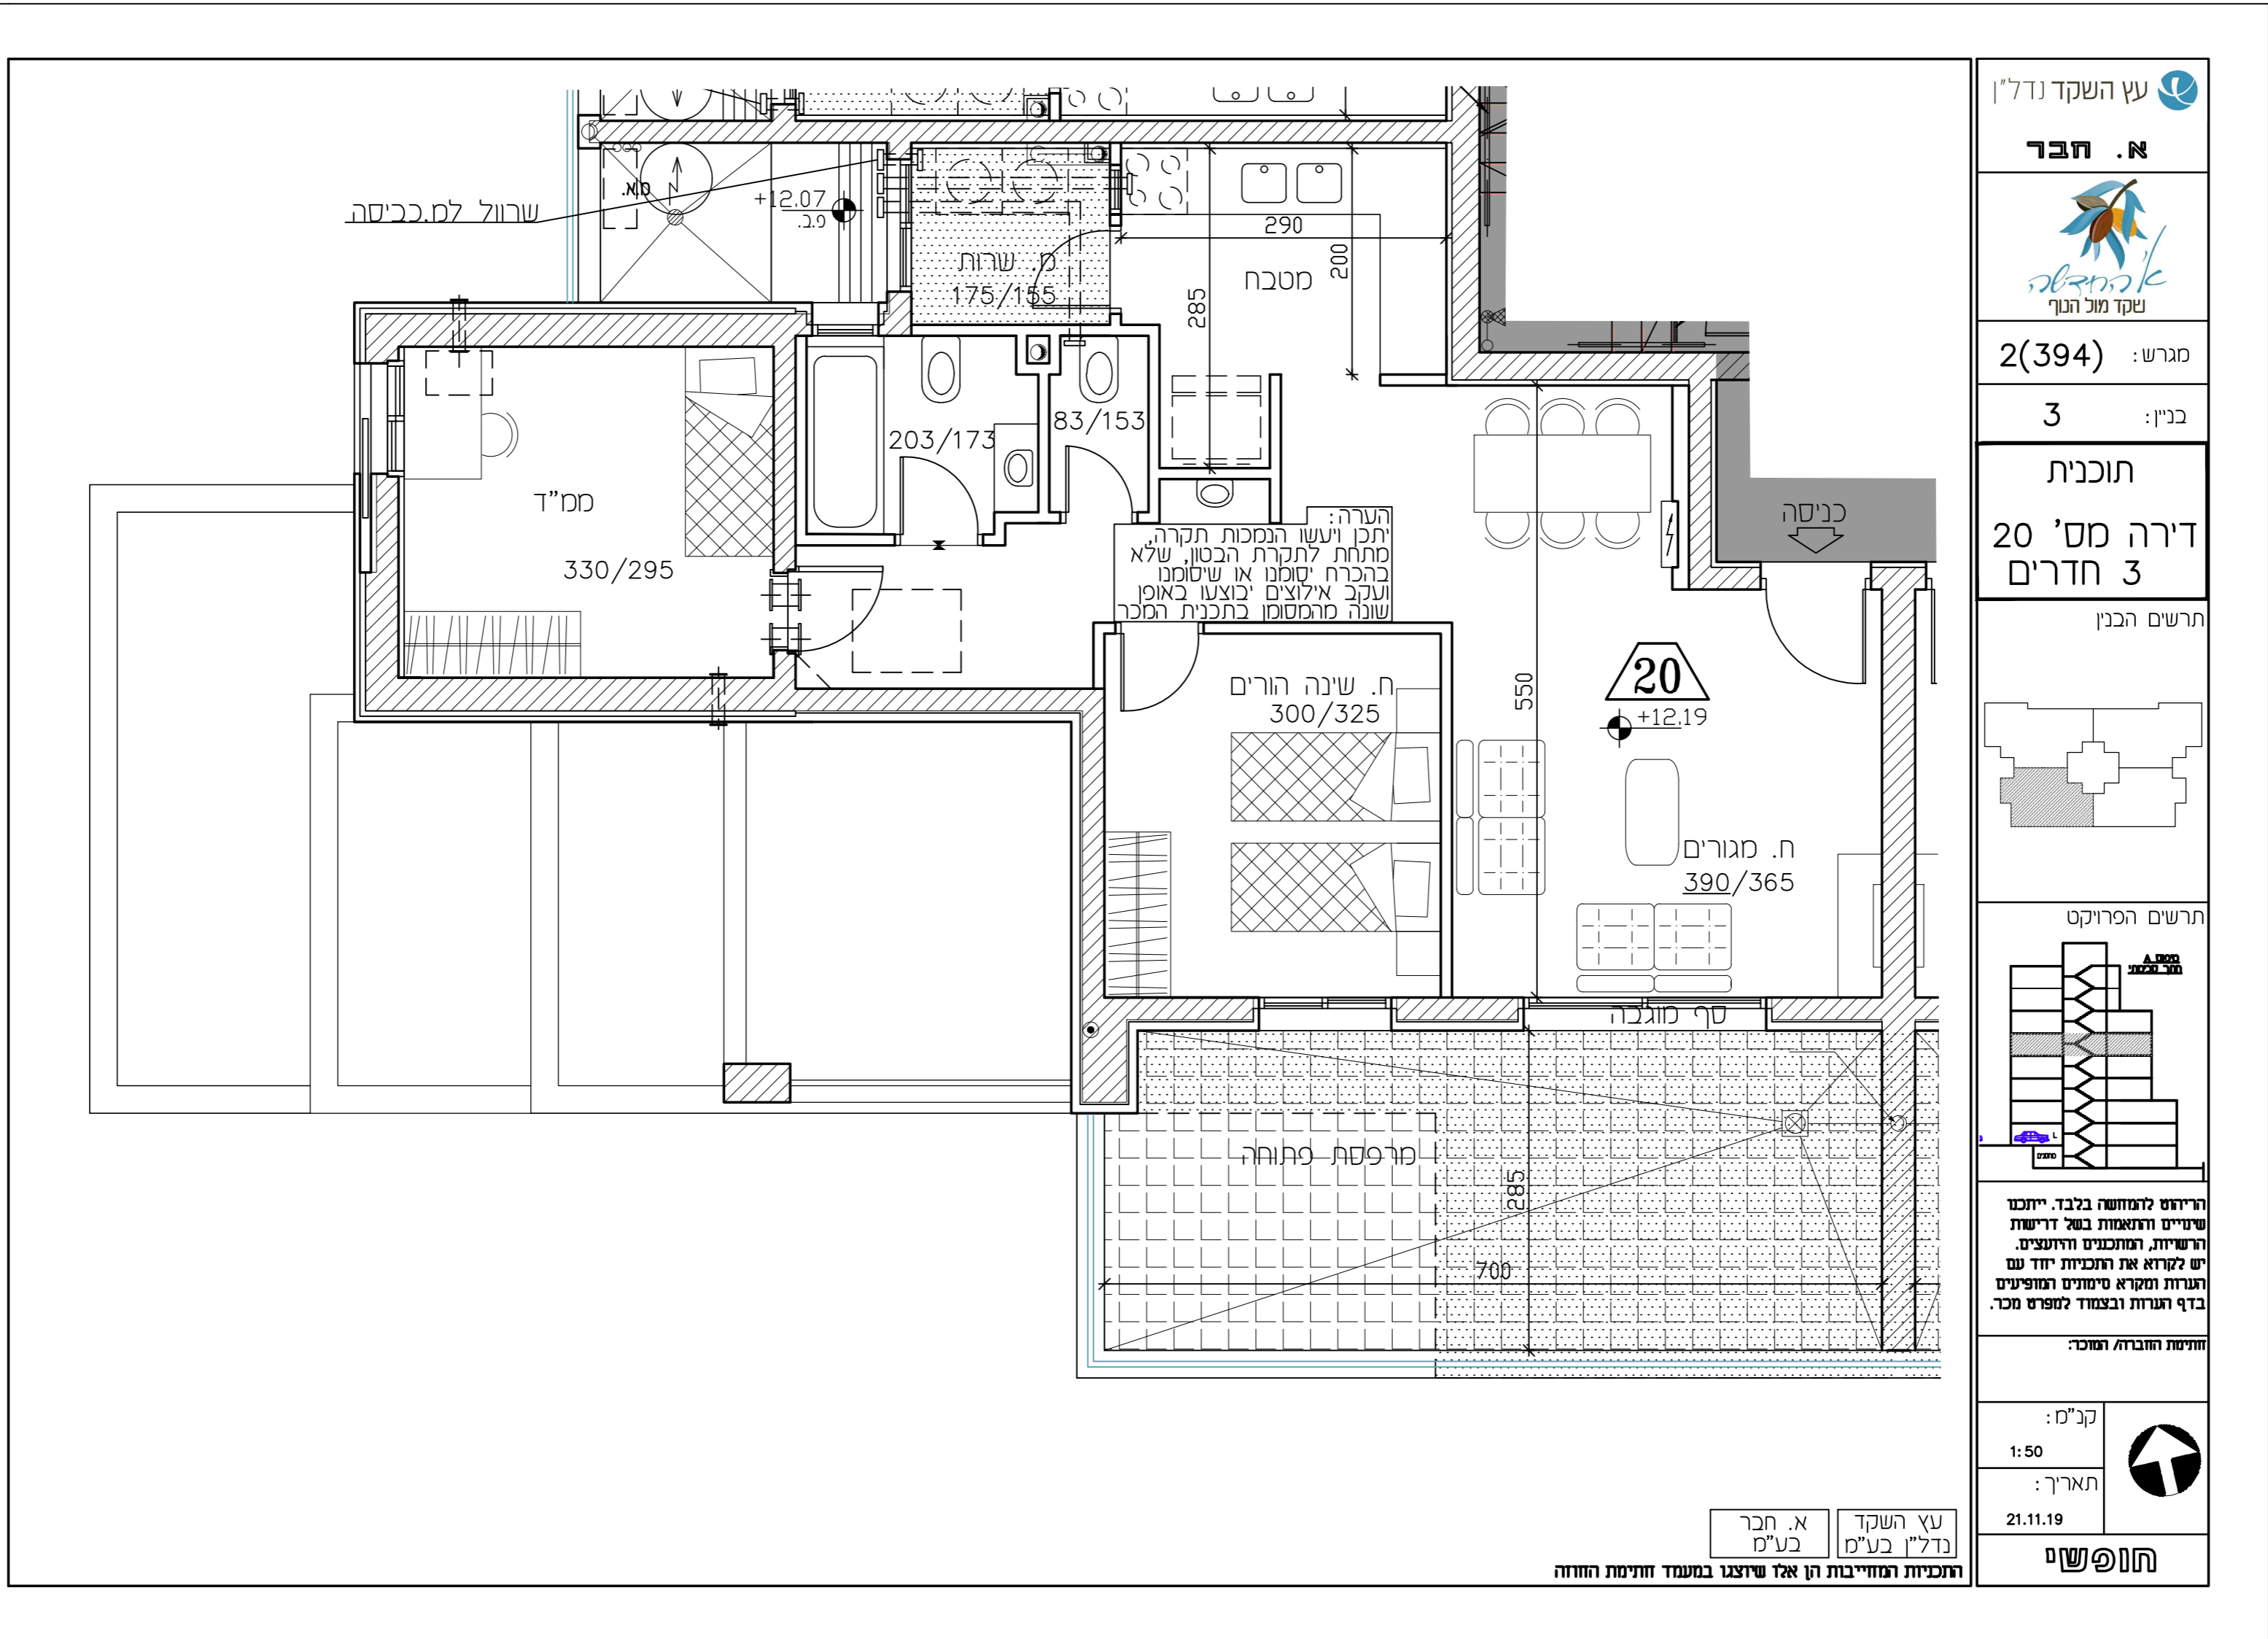 עץ השקד נדל"ן
א. חבר
א' החדשה
שקד מול הנוף
מגרש: 2(394)
בניין: 3
תוכנית
דירה מס' 20
3 חדרים
תרשים הבנין
תרשים הפרויקט
טיפוס A
חתך סכימתי
הריהוט להמחשה בלבד. ייתכנו
שינויים והתאמות בשל דרישות
הרשויות, המתכננים והיועצים.
יש לקרוא את התכניות יחד עם
הערות ומקרא סימונים המופיעים
בדף הערות ובצמוד למפרט מכר.
חתימת החברה/ המוכר:
קנ"מ:
1:50
תאריך:
21.11.19
חופשי
שרוול למ.כביסה
מ.א.
+12.07
פ.ב.
מ. שרות
175/155
מטבח
290
200
285
203/173
83/153
ממ"ד
330/295
הערה:
יתכן ויעשו הנמכות תקרה,
מתחת לתקרת הבטון, שלא
בהכרח יסומנו או שיסומנו
ועקב אילוצים יבוצעו באופן
שונה מהמסומן בתכנית המכר
כניסה
20
+12.19
550
ח. שינה הורים
300/325
ח. מגורים
390/365
סף מוגבה
מרפסת פתוחה
285
700
עץ השקד
נדל"ן בע"מ
א. חבר
בע"מ
התכניות המחייבות הן אלו שיוצגו במעמד חתימת החוזה